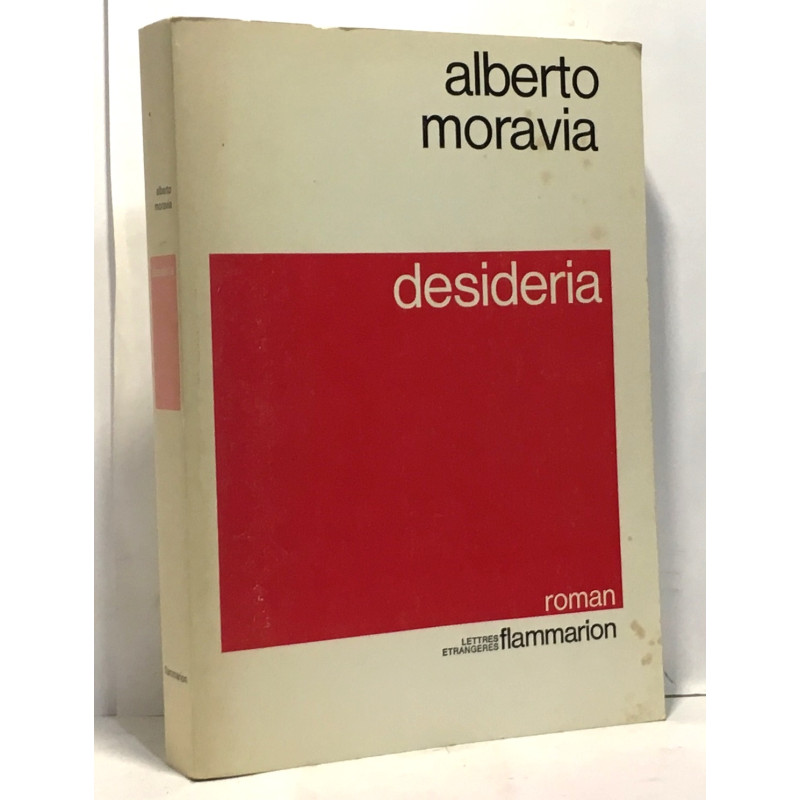 alberto
moravia
desideria
roman
LETTRES
ETRANGERES flammarion
alberto
moravia
flammarion